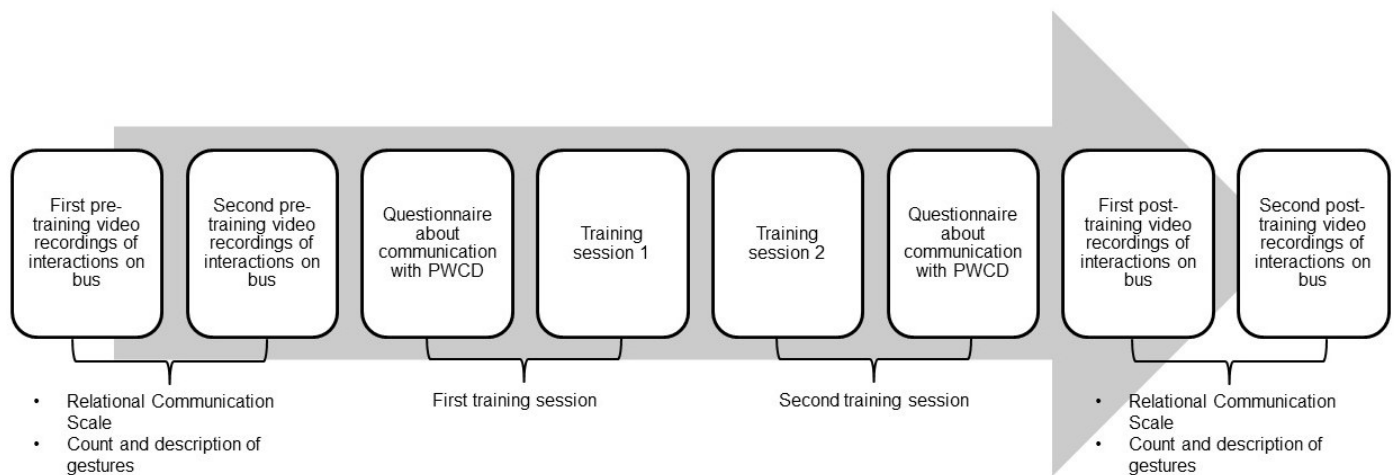 First pre-
training video
recordings of
interactions on
bus
Second pre-
training video
recordings of
interactions on
bus
Questionnaire
about
communication
with PWCD
Training
session 1
Training
session 2
Questionnaire
about
communication
with PWCD
First post-
training video
recordings of
interactions on
bus
Second post-
training video
recordings of
interactions on
bus
• Relational Communication
Scale
• Count and description of
gestures
First training session
Second training session
• Relational Communication
Scale
• Count and description of
gestures